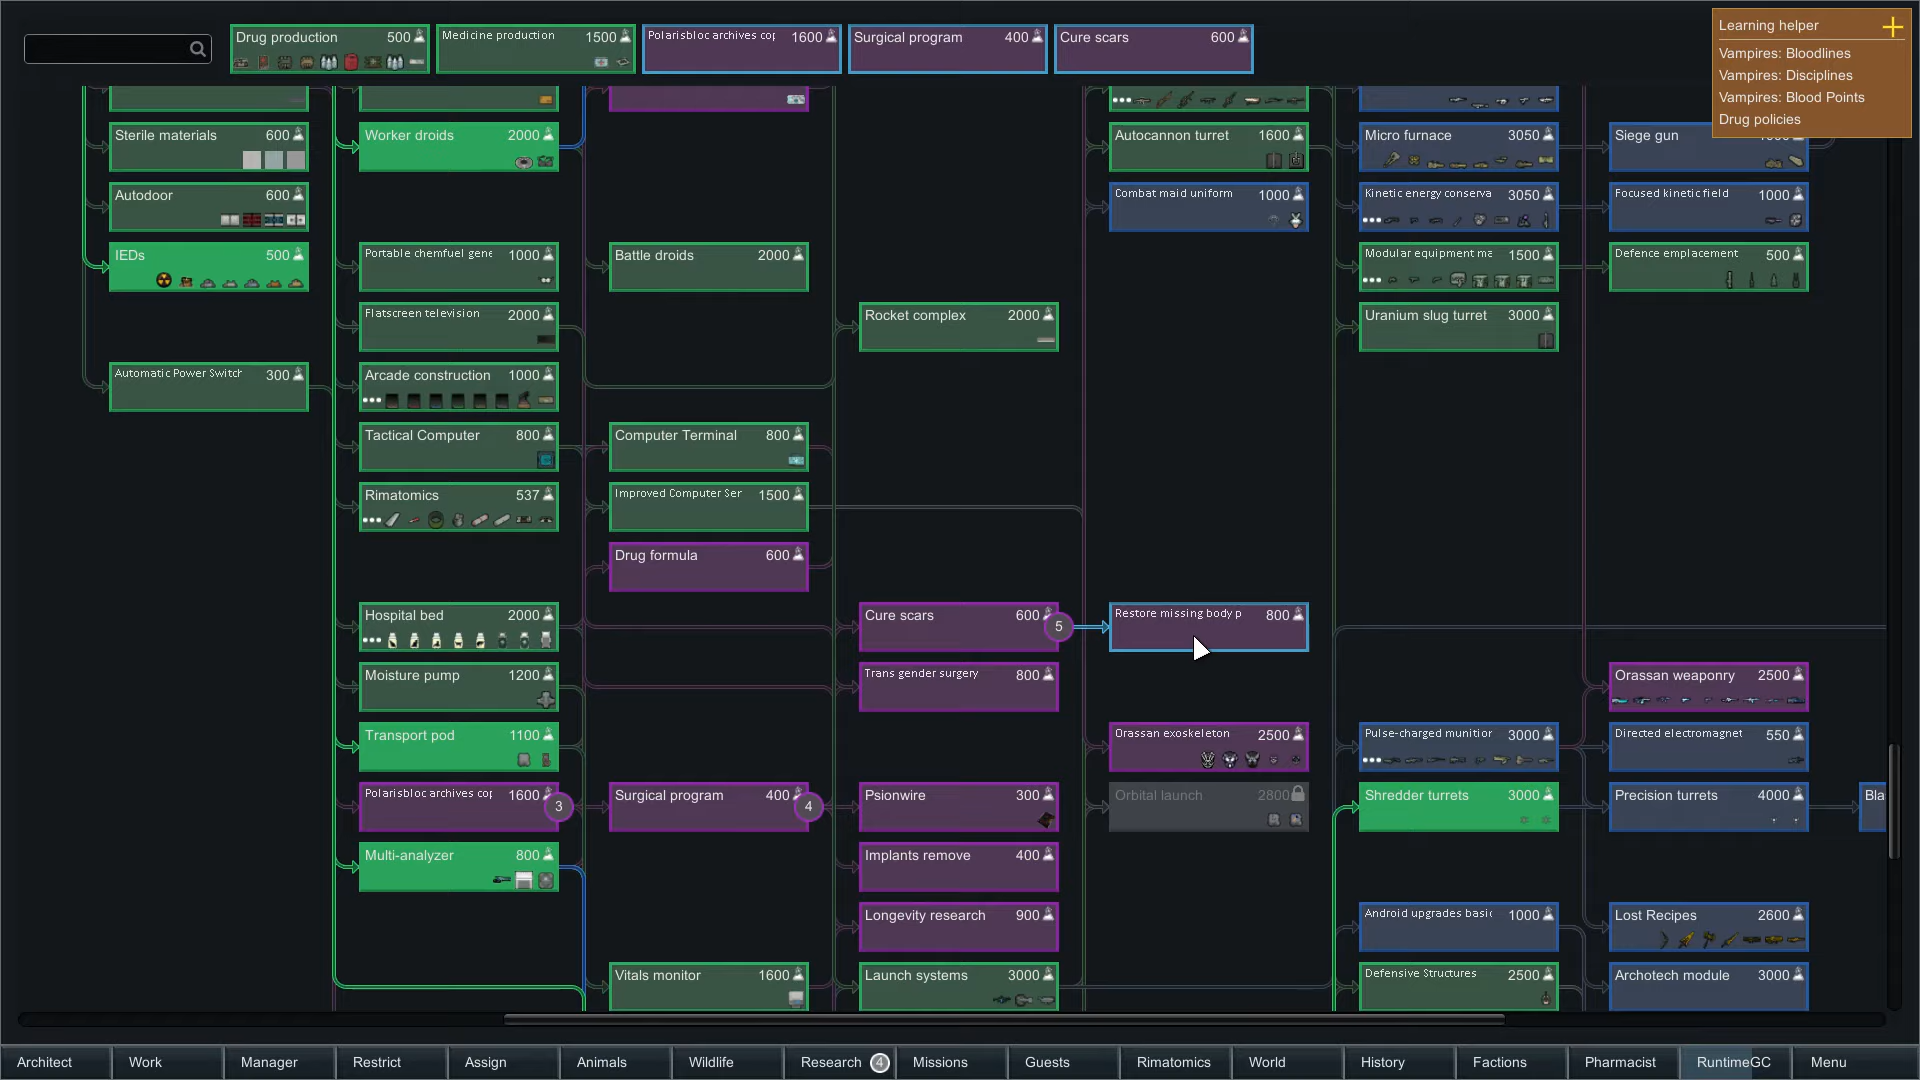 Drug production 500
Medicine production 1500
Polarisbloc archives cop 1600
Surgical program 400
Cure scars 600
Learning helper
Vampires: Bloodlines
Vampires: Disciplines
Vampires: Blood Points
Drug policies
Sterile materials 600
Autodoor 600
IEDs 500
Automatic Power Switch 300
Worker droids 2000
Portable chemfuel gene 1000
Flatscreen television 2000
Arcade construction 1000
Tactical Computer 800
Rimatomics 537
Hospital bed 2000
Moisture pump 1200
Transport pod 1100
Polarisbloc archives cop 1600
3
Multi-analyzer 800
Battle droids 2000
Computer Terminal 800
Improved Computer Ser 1500
Drug formula 600
Surgical program 400
4
Vitals monitor 1600
Rocket complex 2000
Cure scars 600
5
Trans gender surgery 800
Psionwire 300
Implants remove 400
Longevity research 900
Launch systems 3000
Autocannon turret 1600
Combat maid uniform 1000
Restore missing body p 800
Orassan exoskeleton 2500
Orbital launch 2800
Micro furnace 3050
Kinetic energy conserva 3050
Modular equipment ma 1500
Uranium slug turret 3000
Pulse-charged munition 3000
Shredder turrets 3000
Android upgrades basic 1000
Defensive Structures 2500
Siege gun
Focused kinetic field 1000
Defence emplacement 500
Orassan weaponry 2500
Directed electromagnet 550
Precision turrets 4000
Lost Recipes 2600
Archotech module 3000
Bla
Architect
Work
Manager
Restrict
Assign
Animals
Wildlife
Research 4
Missions
Guests
Rimatomics
World
History
Factions
Pharmacist
RuntimeGC
Menu